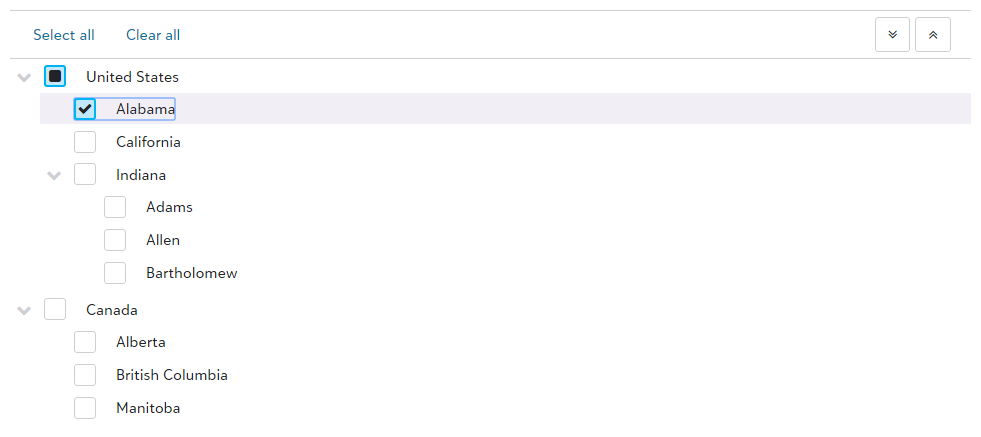 Select all Clear all
United States
Alabama
California
Indiana
Adams
Allen
Bartholomew
Canada
Alberta
British Columbia
Manitoba